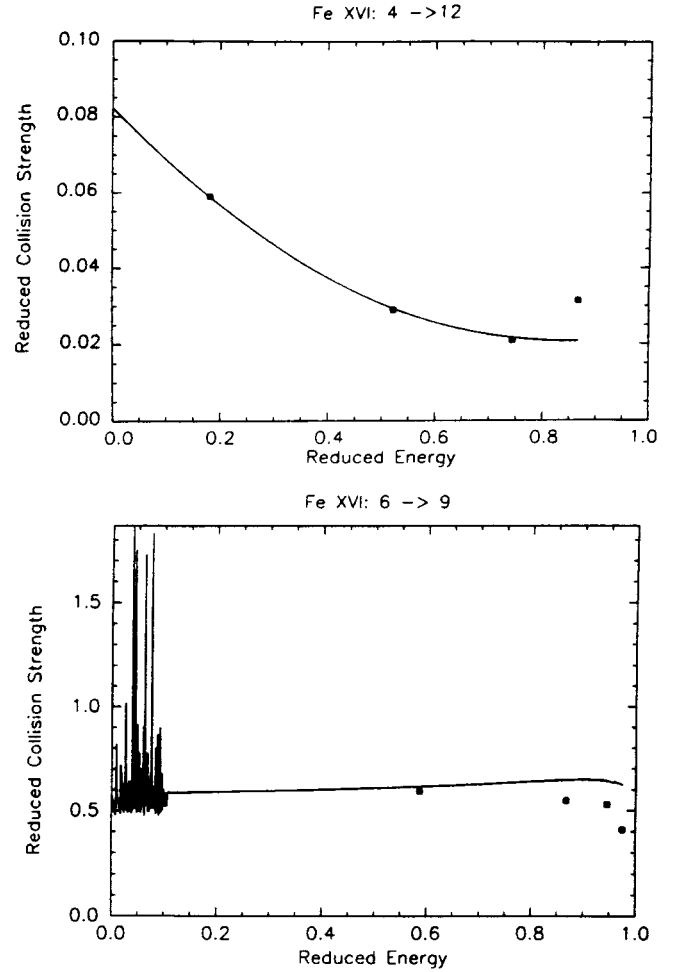 Fe XVI: 4 ->12
0.10
0.08
0.06
0.04
0.02
0.00
Reduced Collision Strength
0.0 0.2 0.4 0.6 0.8 1.0
Reduced Energy
Fe XVI: 6 -> 9
1.5
1.0
0.5
0.0
Reduced Collision Strength
0.0 0.2 0.4 0.6 0.8 1.0
Reduced Energy